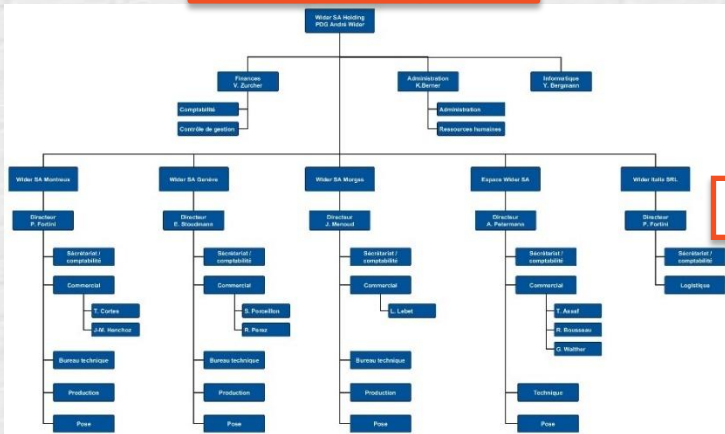 Wider SA Holding
PDG André Wider
Finances
V. Zurcher
Administration
K.Berner
Informatique
Y. Bergmann
Comptabilité
Contrôle de gestion
Administration
Ressources humaines
Wider SA Montreux
Wider SA Genève
Wider SA Morges
Espace Wider SA
Wider Italia SRL
Directeur
P. Fortini
Directeur
E. Stoudmann
Directeur
J. Menoud
Directeur
A. Petermann
Directeur
P. Fortini
Sécrétariat /
comptabilité
Sécrétariat /
comptabilité
Sécrétariat /
comptabilité
Sécrétariat /
comptabilité
Sécrétariat /
comptabilité
Commercial
Commercial
Commercial
Commercial
Logistique
T. Cortes
S. Porcellon
L. Lebet
T. Assaf
J-M. Henchoz
R. Perez
R. Rousseau
G. Walther
Bureau technique
Bureau technique
Bureau technique
Production
Production
Production
Technique
Pose
Pose
Pose
Pose